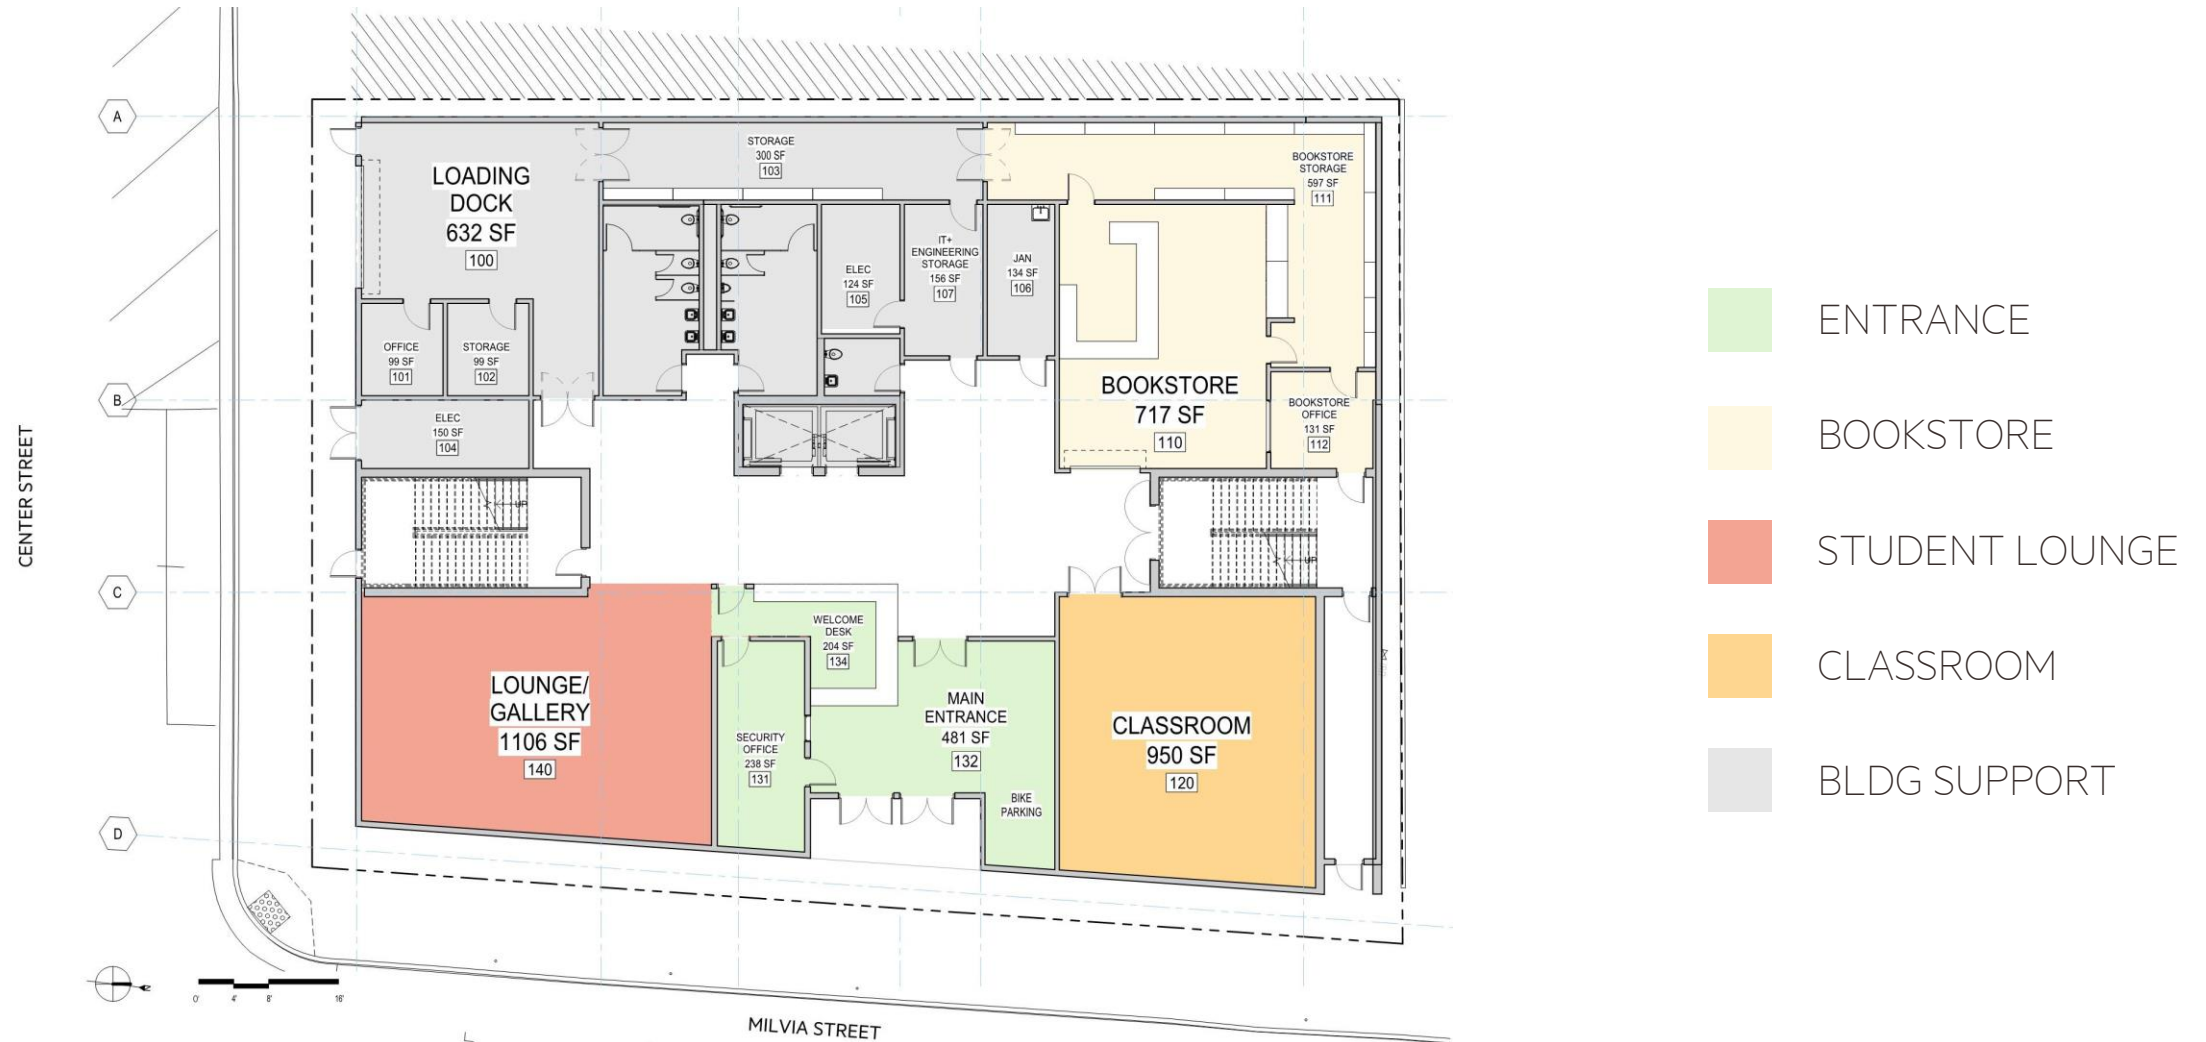 A
B
C
D
CENTER STREET
LOADING
DOCK
632 SF
100
STORAGE
300 SF
103
BOOKSTORE
STORAGE
597 SF
111
OFFICE
99 SF
101
STORAGE
99 SF
102
ELEC
124 SF
105
IT+
ENGINEERING
STORAGE
156 SF
107
JAN
134 SF
106
BOOKSTORE
717 SF
110
BOOKSTORE
OFFICE
131 SF
112
ELEC
150 SF
104
UP
UP
LOUNGE/
GALLERY
1106 SF
140
WELCOME
DESK
204 SF
134
SECURITY
OFFICE
238 SF
131
MAIN
ENTRANCE
481 SF
132
BIKE
PARKING
CLASSROOM
950 SF
120
N
0'
4'
8'
16'
MILVIA STREET
ENTRANCE
BOOKSTORE
STUDENT LOUNGE
CLASSROOM
BLDG SUPPORT